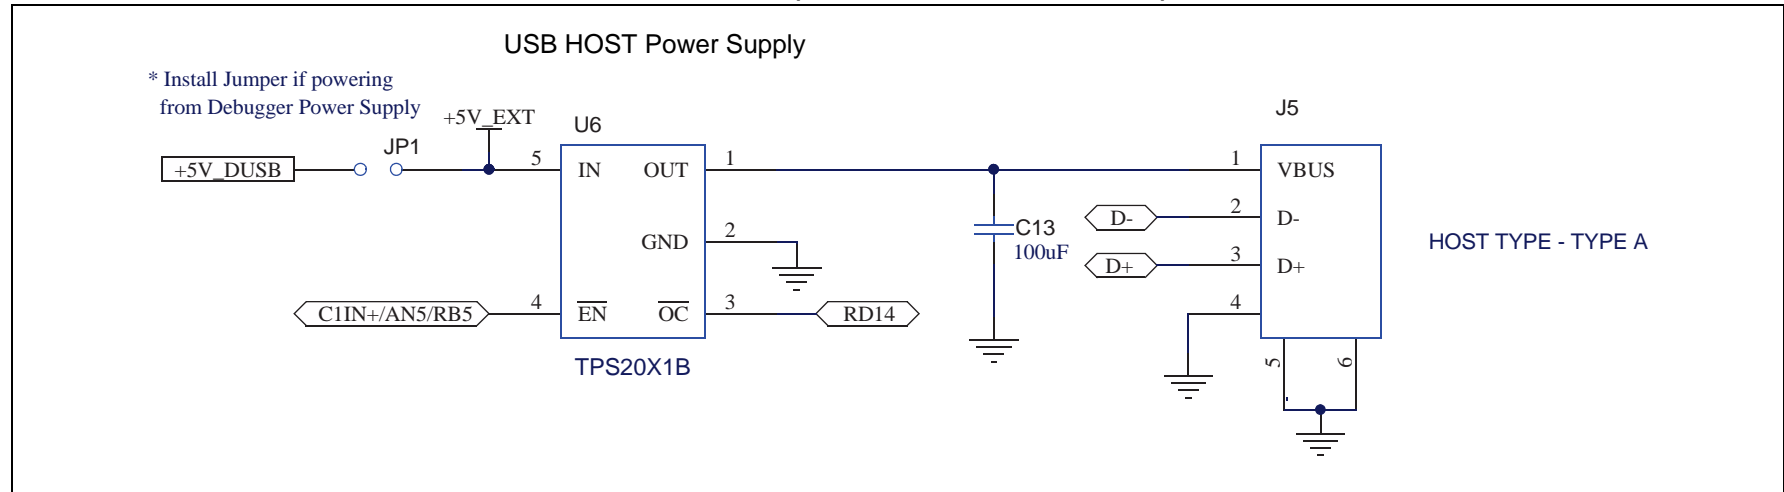 USB HOST Power Supply
* Install Jumper if powering
from Debugger Power Supply
+5V_EXT
U6
J5
JP1
+5V_DUSB
5
IN
OUT
1
1
VBUS
D-
2
D-
C13
100uF
GND
2
HOST TYPE - TYPE A
D+
3
D+
C1IN+/AN5/RB5
4
EN
OC
3
RD14
4
TPS20X1B
5
6